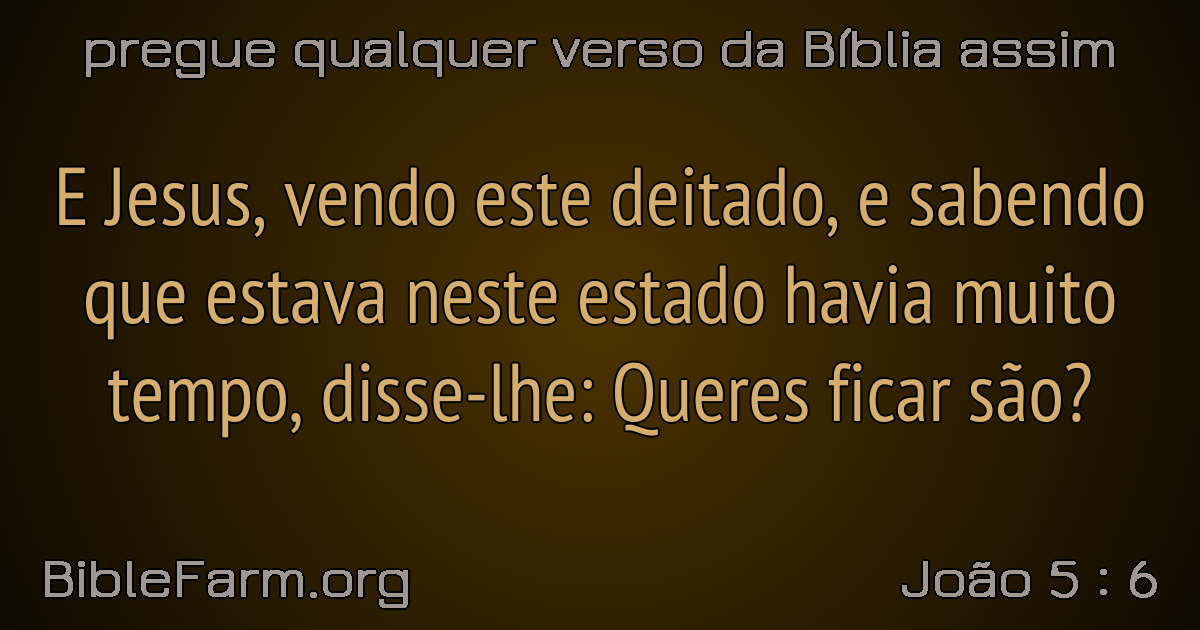 pregue qualquer verso da Bíblia assim
E Jesus, vendo este deitado, e sabendo
que estava neste estado havia muito
tempo, disse-lhe: Queres ficar são?
BibleFarm.org
João 5 : 6